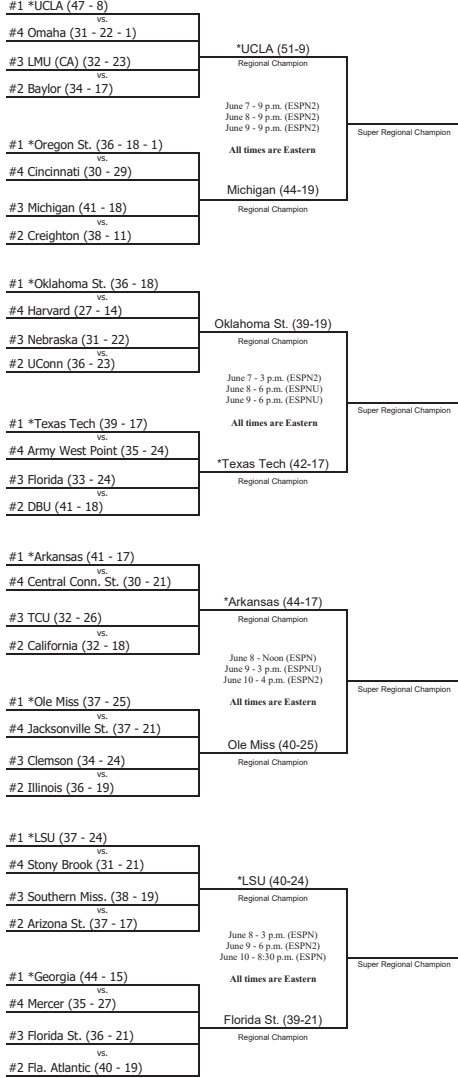 #1 *UCLA (47 - 8)
vs.
#4 Omaha (31 - 22 - 1)
#3 LMU (CA) (32 - 23)
vs.
#2 Baylor (34 - 17)
*UCLA (51-9)
Regional Champion
June 7 - 9 p.m. (ESPN2)
June 8 - 9 p.m. (ESPN2)
June 9 - 9 p.m. (ESPN2)
All times are Eastern
Super Regional Champion
#1 *Oregon St. (36 - 18 - 1)
vs.
#4 Cincinnati (30 - 29)
#3 Michigan (41 - 18)
vs.
#2 Creighton (38 - 11)
Michigan (44-19)
Regional Champion
#1 *Oklahoma St. (36 - 18)
vs.
#4 Harvard (27 - 14)
#3 Nebraska (31 - 22)
vs.
#2 UConn (36 - 23)
Oklahoma St. (39-19)
Regional Champion
June 7 - 3 p.m. (ESPN2)
June 8 - 6 p.m. (ESPNU)
June 9 - 6 p.m. (ESPNU)
All times are Eastern
Super Regional Champion
#1 *Texas Tech (39 - 17)
vs.
#4 Army West Point (35 - 24)
#3 Florida (33 - 24)
vs.
#2 DBU (41 - 18)
*Texas Tech (42-17)
Regional Champion
#1 *Arkansas (41 - 17)
vs.
#4 Central Conn. St. (30 - 21)
#3 TCU (32 - 26)
vs.
#2 California (32 - 18)
*Arkansas (44-17)
Regional Champion
June 8 - Noon (ESPN)
June 9 - 3 p.m. (ESPNU)
June 10 - 4 p.m. (ESPN2)
All times are Eastern
Super Regional Champion
#1 *Ole Miss (37 - 25)
vs.
#4 Jacksonville St. (37 - 21)
#3 Clemson (34 - 24)
vs.
#2 Illinois (36 - 19)
Ole Miss (40-25)
Regional Champion
#1 *LSU (37 - 24)
vs.
#4 Stony Brook (31 - 21)
#3 Southern Miss. (38 - 19)
vs.
#2 Arizona St. (37 - 17)
*LSU (40-24)
Regional Champion
June 8 - 3 p.m. (ESPN)
June 9 - 6 p.m. (ESPN2)
June 10 - 8:30 p.m. (ESPN)
All times are Eastern
Super Regional Champion
#1 *Georgia (44 - 15)
vs.
#4 Mercer (35 - 27)
#3 Florida St. (36 - 21)
vs.
#2 Fla. Atlantic (40 - 19)
Florida St. (39-21)
Regional Champion